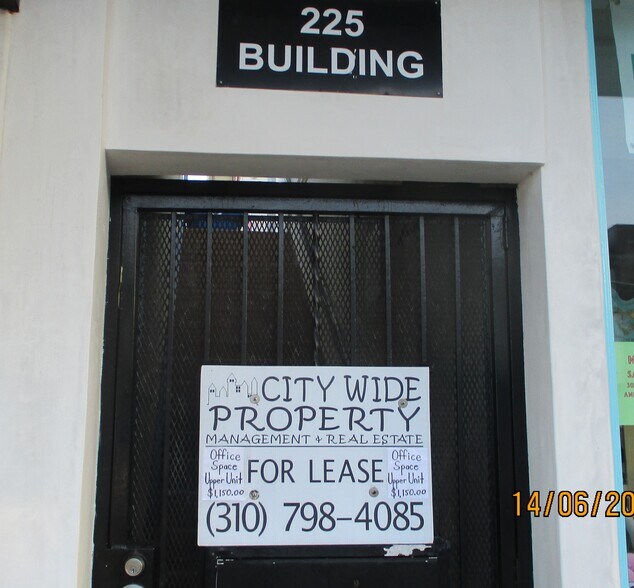 225
BUILDING
CITY WIDE
PROPERTY
MANAGEMENT & REAL ESTATE
Office
Space
Upper Unit
$1,150.00
FOR LEASE
Office
Space
Upper Unit
$1,150.00
(310) 798-4085
14/06/20